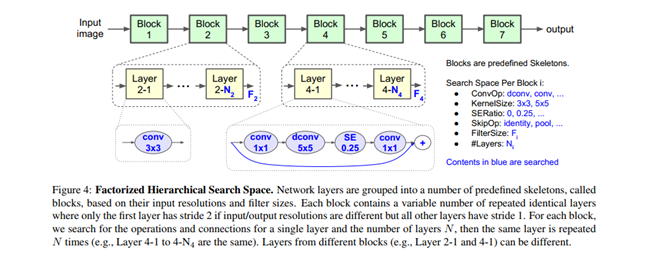 Input image
Block 1
Block 2
Block 3
Block 4
Block 5
Block 6
Block 7
output
Layer 2-1
...
Layer 2-N2
F2
Layer 4-1
...
Layer 4-N4
F4
conv 3x3
conv 1x1
dconv 5x5
SE 0.25
conv 1x1
+
Blocks are predefined Skeletons.
Search Space Per Block i:
• ConvOp: dconv, conv, ...
• KernelSize: 3x3, 5x5
• SERatio: 0, 0.25, ...
• SkipOp: identity, pool, ...
• FilterSize: Fi
• #Layers: Ni
Contents in blue are searched
Figure 4: Factorized Hierarchical Search Space. Network layers are grouped into a number of predefined skeletons, called
blocks, based on their input resolutions and filter sizes. Each block contains a variable number of repeated identical layers
where only the first layer has stride 2 if input/output resolutions are different but all other layers have stride 1. For each block,
we search for the operations and connections for a single layer and the number of layers N, then the same layer is repeated
N times (e.g., Layer 4-1 to 4-N4 are the same). Layers from different blocks (e.g., Layer 2-1 and 4-1) can be different.